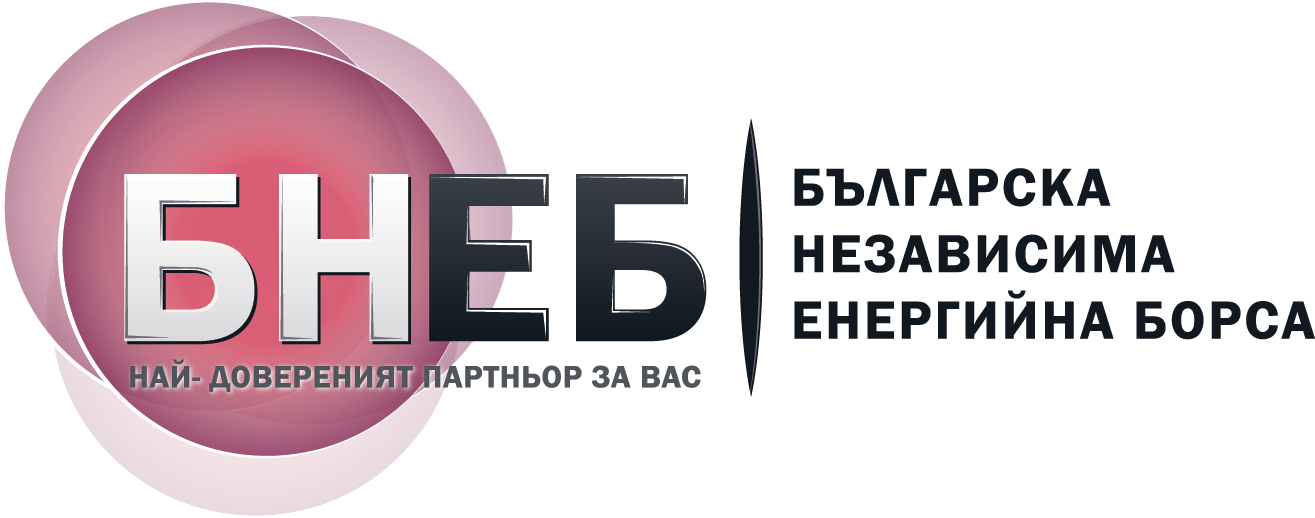 БНЕБ
НАЙ- ДОВЕРЕНИЯТ ПАРТНЬОР ЗА ВАС
БЪЛГАРСКА
НЕЗАВИСИМА
ЕНЕРГИЙНА БОРСА